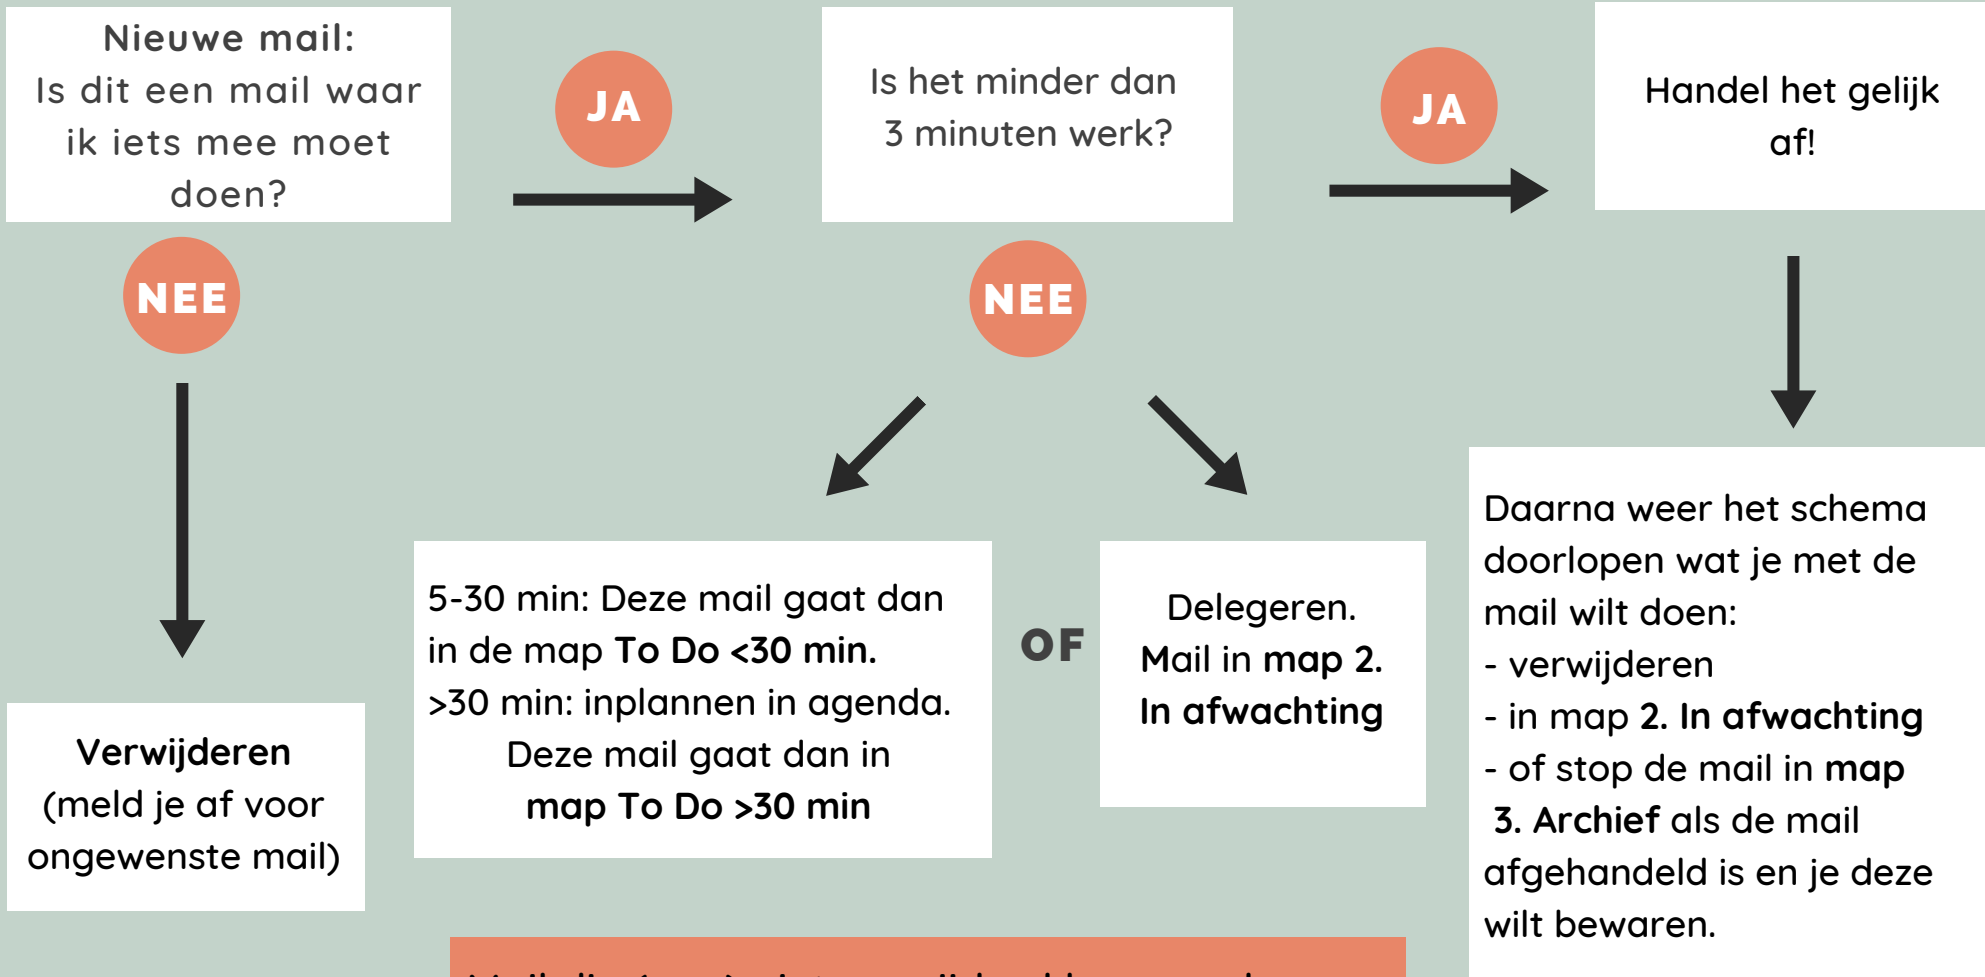 Nieuwe mail:
Is dit een mail waar
ik iets mee moet
doen?
JA
Is het minder dan
3 minuten werk?
JA
Handel het gelijk
af!
NEE
NEE
5-30 min: Deze mail gaat dan
in de map To Do <30 min.
>30 min: inplannen in agenda.
Deze mail gaat dan in
map To Do >30 min
OF
Delegeren.
Mail in map 2.
In afwachting
Daarna weer het schema
doorlopen wat je met de
mail wilt doen:
- verwijderen
- in map 2. In afwachting
- of stop de mail in map
3. Archief als de mail
afgehandeld is en je deze
wilt bewaren.
Verwijderen
(meld je af voor
ongewenste mail)